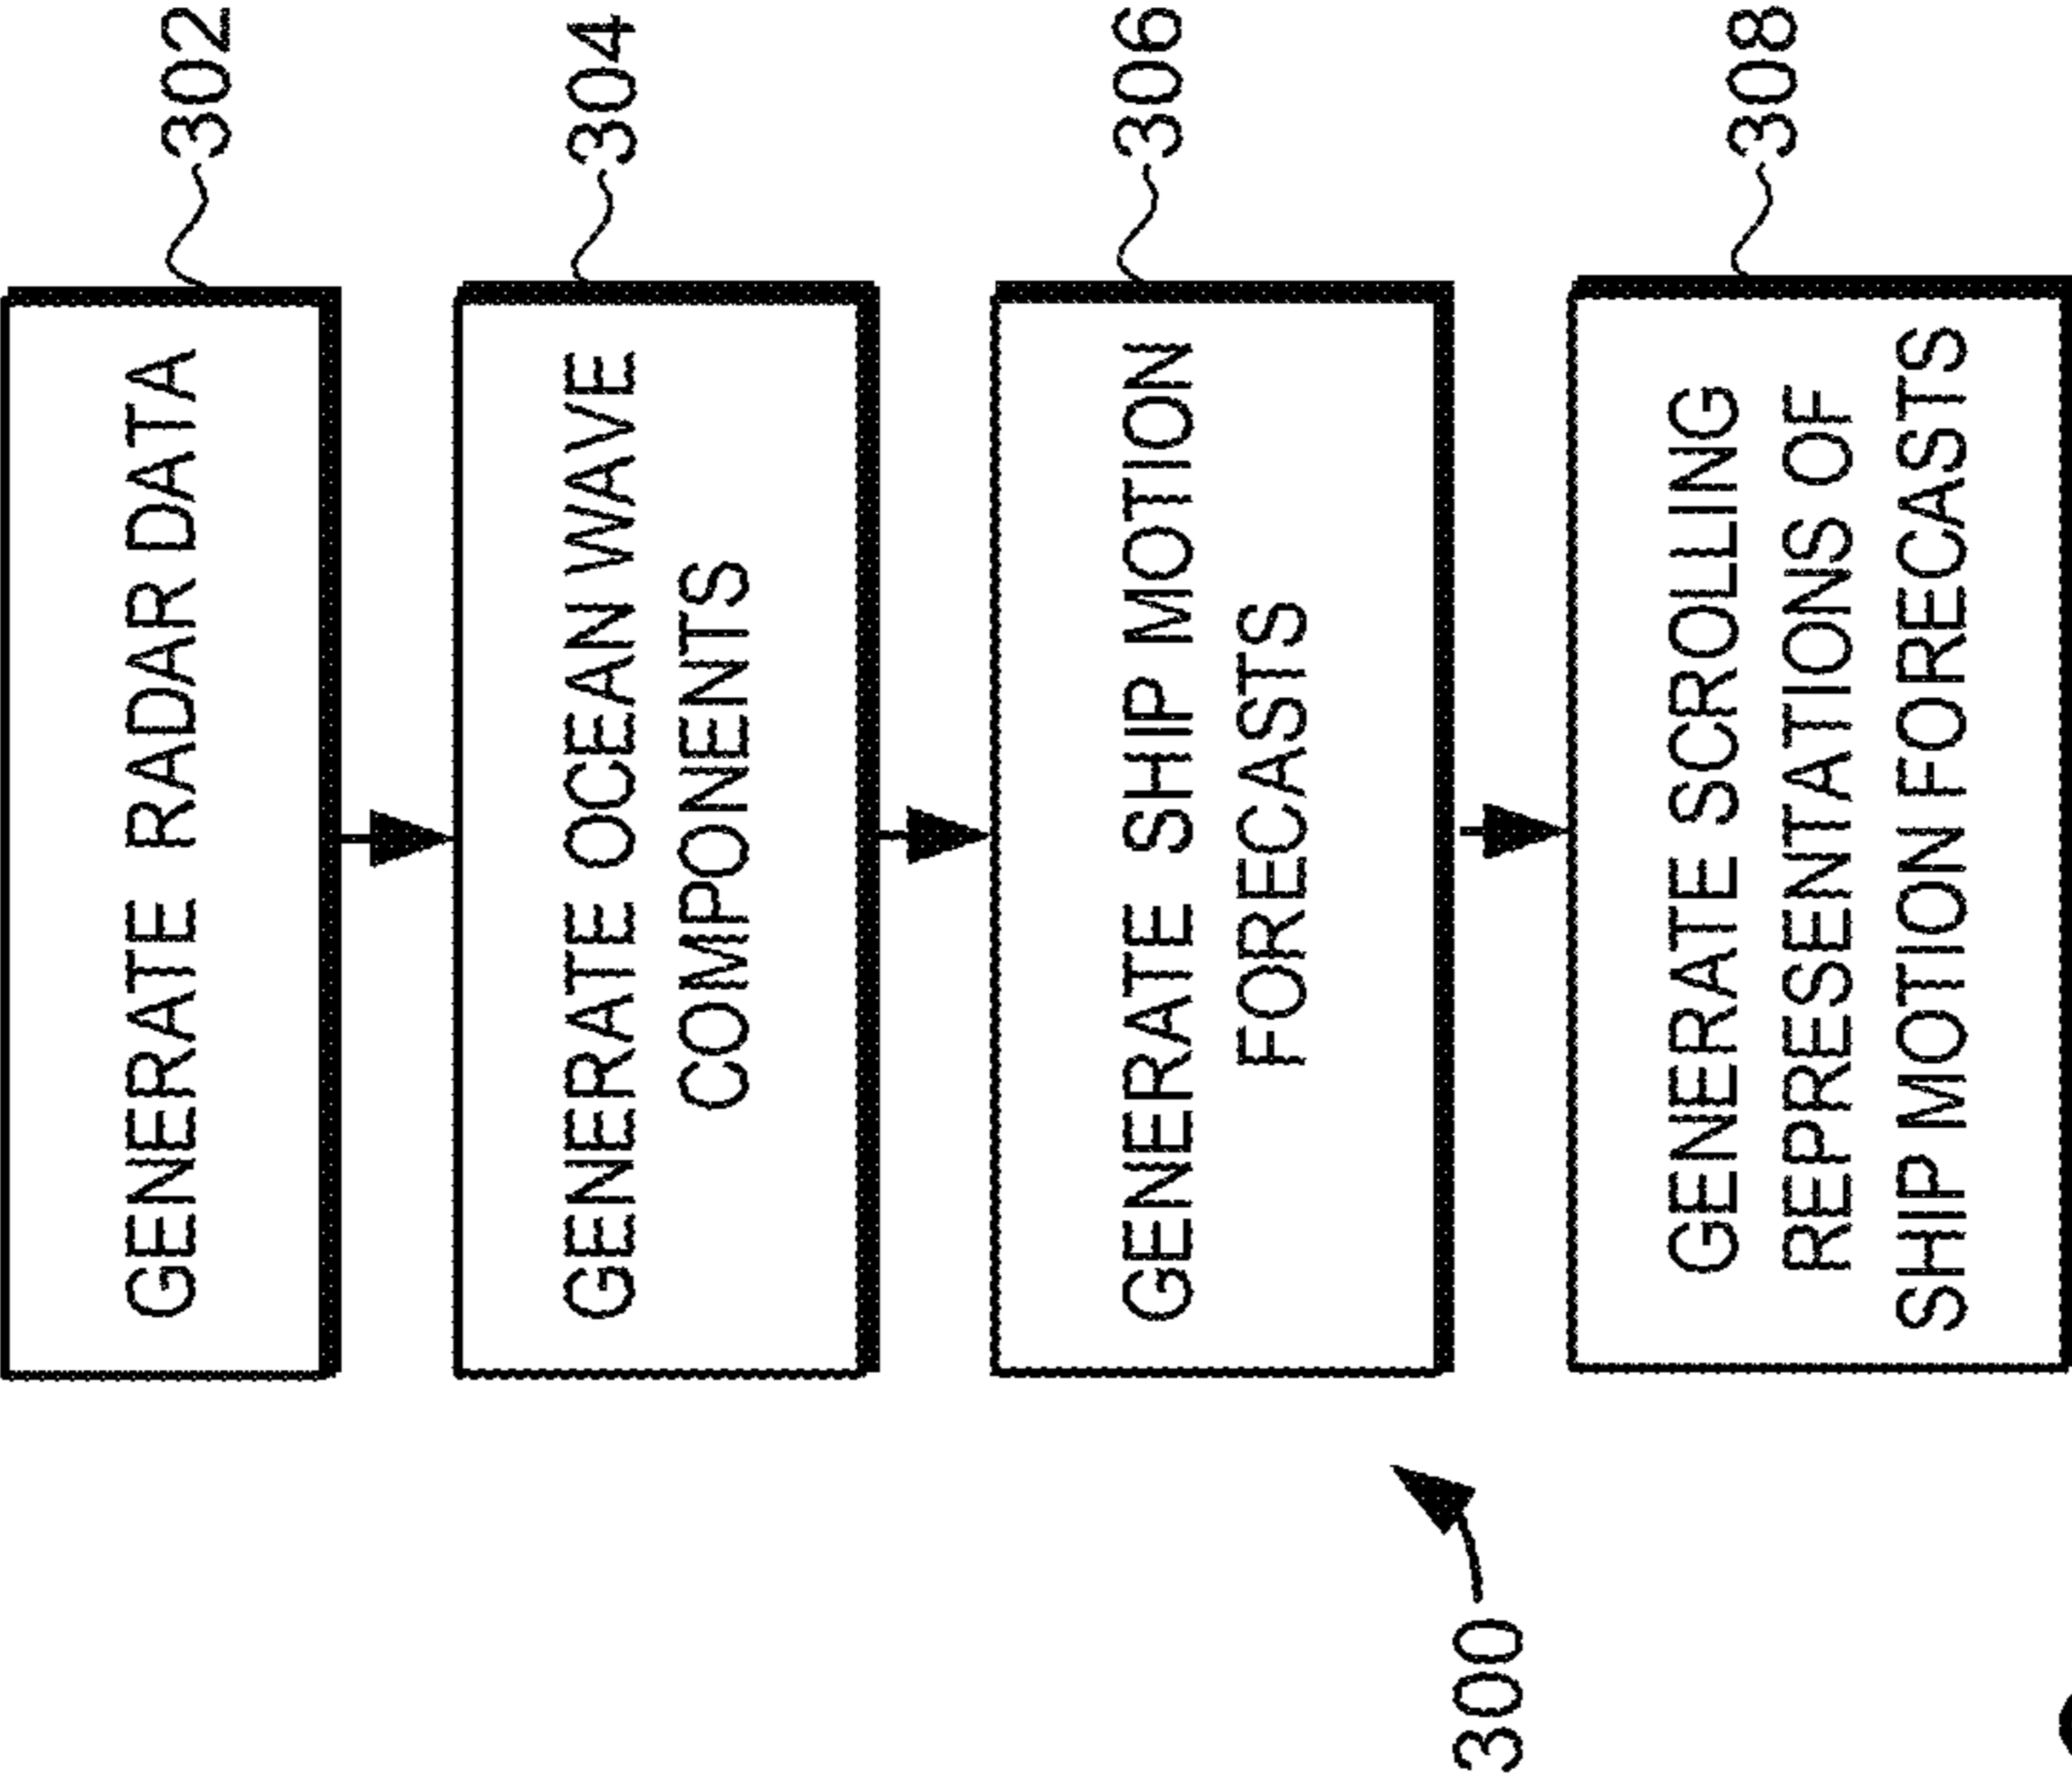 GENERATE RADAR DATA
302
GENERATE OCEAN WAVE
COMPONENTS
304
GENERATE SHIP MOTION
FORECASTS
306
GENERATE SCROLLING
REPRESENTATIONS OF
SHIP MOTION FORECASTS
308
300